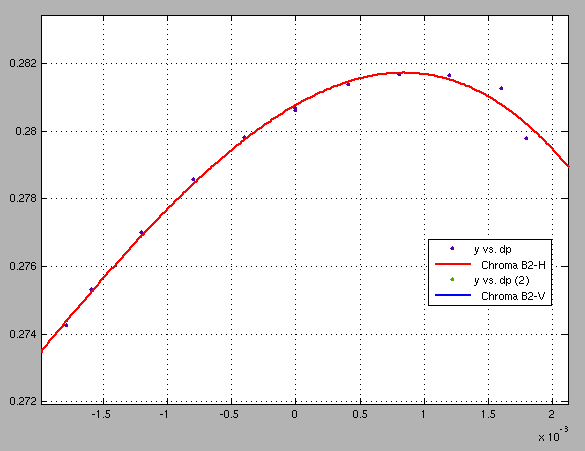 0.282
0.28
0.278
0.276
0.274
0.272
y vs. dp
Chroma B2-H
y vs. dp (2)
Chroma B2-V
-1.5 -1 -0.5 0 0.5 1 1.5 2
x 10⁻³